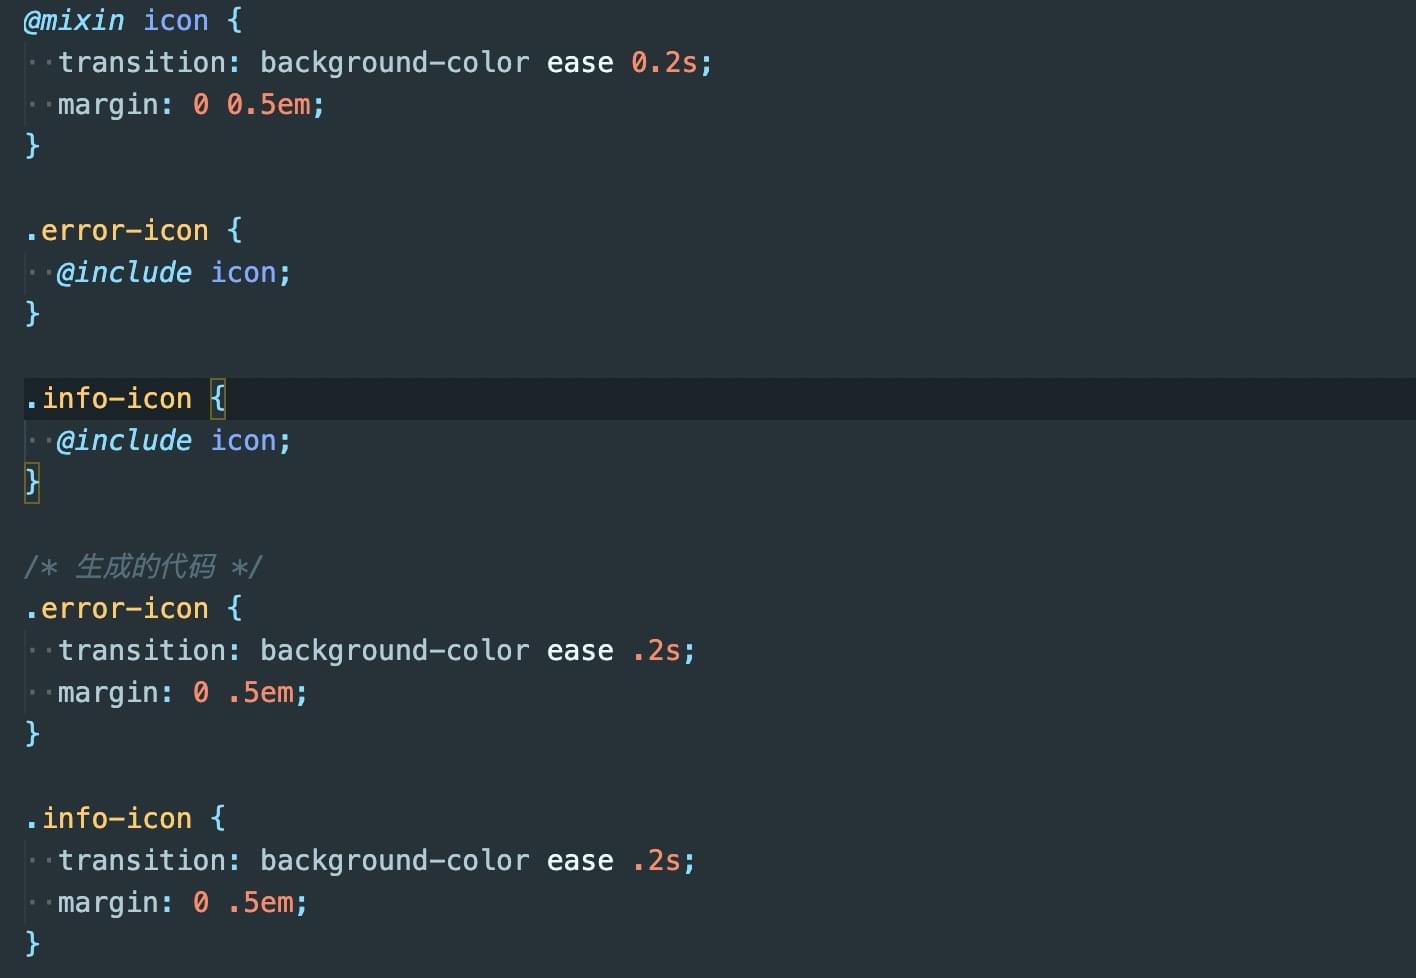 @mixin icon {
  transition: background-color ease 0.2s;
  margin: 0 0.5em;
}
.error-icon {
  @include icon;
}
.info-icon {
  @include icon;
}
/* 生成的代码 */
.error-icon {
  transition: background-color ease .2s;
  margin: 0 .5em;
}
.info-icon {
  transition: background-color ease .2s;
  margin: 0 .5em;
}